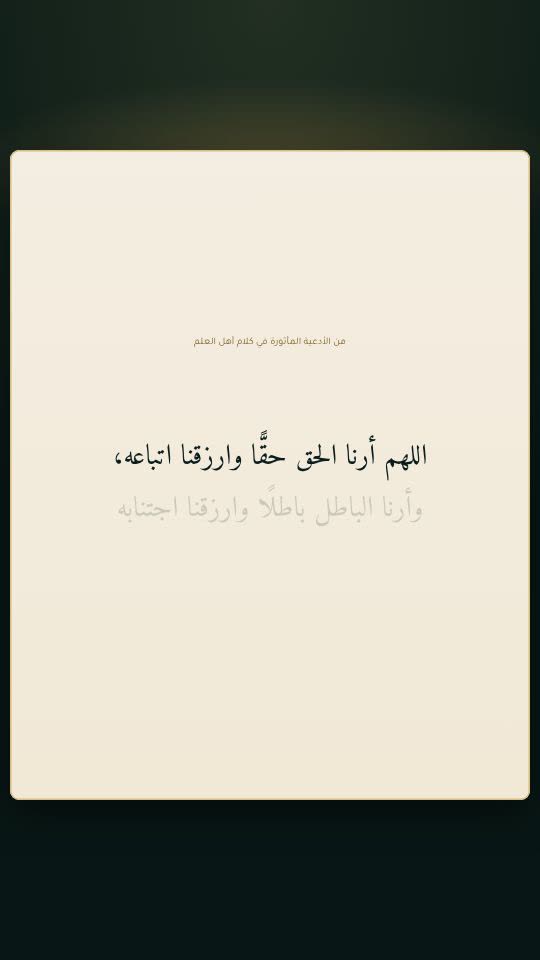 من الأدعية المأثورة في كلام أهل العلم
اللهم أرنا الحق حقًّا وارزقنا اتباعه،
وأرنا الباطل باطلًا وارزقنا اجتنابه